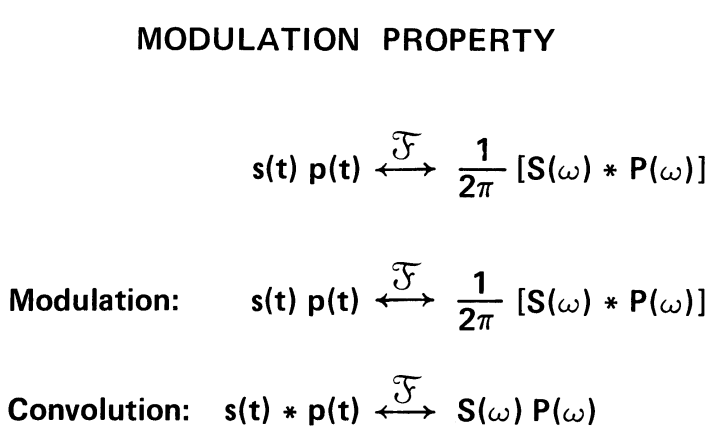 MODULATION PROPERTY
s(t) p(t) ℱ⟷ 1/2π [S(ω) * P(ω)]
Modulation: s(t) p(t) ℱ⟷ 1/2π [S(ω) * P(ω)]
Convolution: s(t) * p(t) ℱ⟷ S(ω) P(ω)